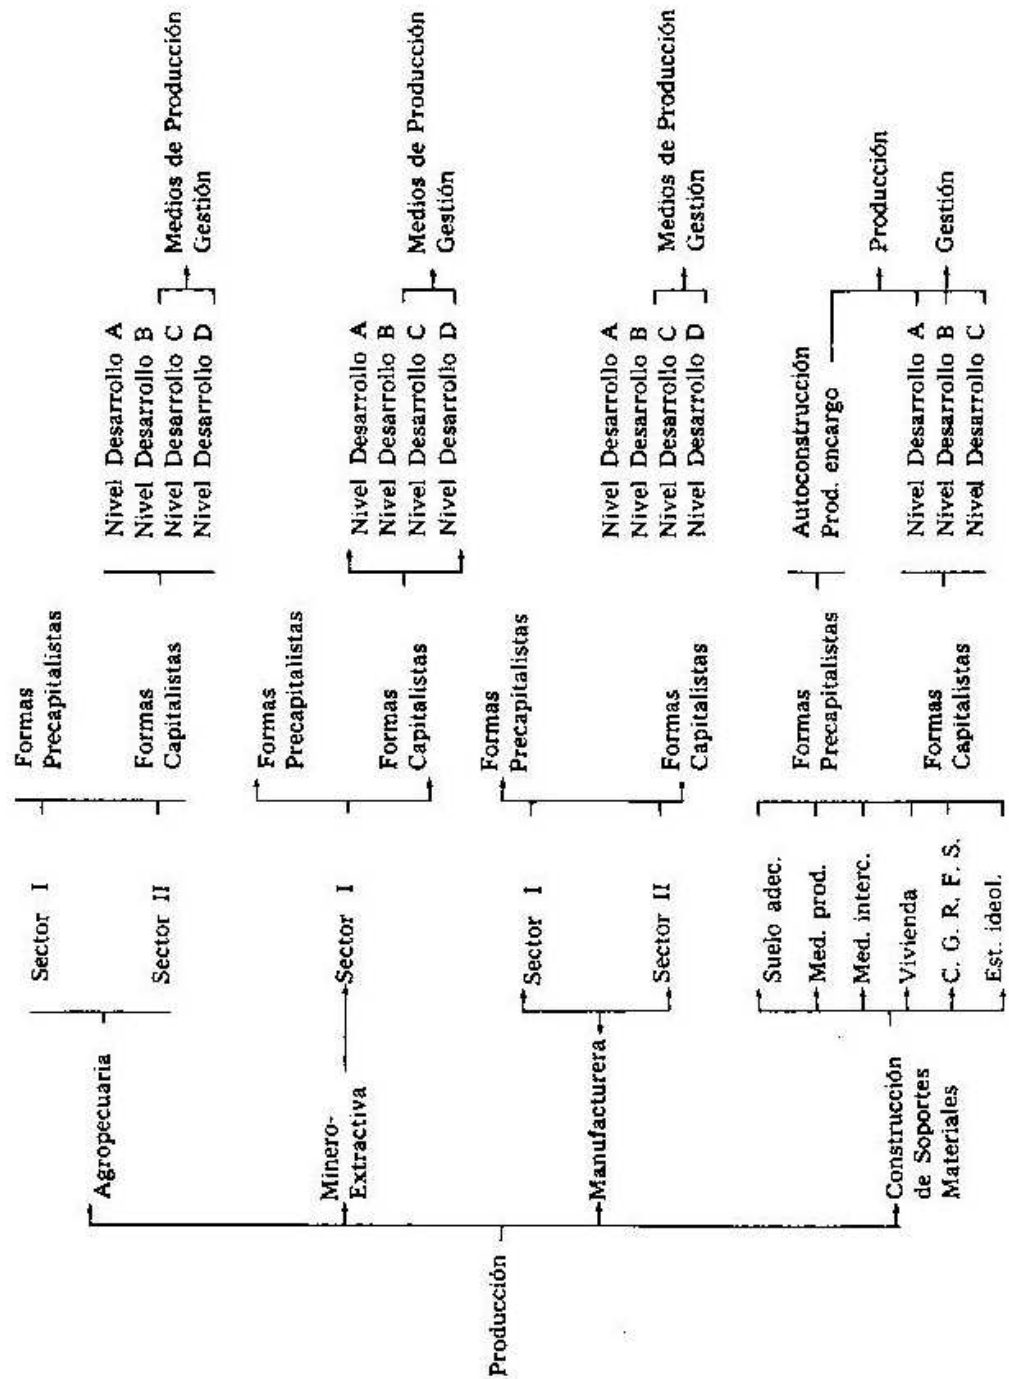 Producción
Agropecuaria
Minero-
Extractiva
Manufacturera
Construcción
de Soportes
Materiales
Sector I
Sector II
Sector I
Sector I
Sector II
Suelo adec.
Med. prod.
Med. interc.
Vivienda
C. G. R. F. S.
Est. ideol.
Formas
Precapitalistas
Formas
Capitalistas
Formas
Precapitalistas
Formas
Capitalistas
Formas
Precapitalistas
Formas
Capitalistas
Formas
Precapitalistas
Formas
Capitalistas
Nivel Desarrollo A
Nivel Desarrollo B
Nivel Desarrollo C
Nivel Desarrollo D
Nivel Desarrollo A
Nivel Desarrollo B
Nivel Desarrollo C
Nivel Desarrollo D
Nivel Desarrollo A
Nivel Desarrollo B
Nivel Desarrollo C
Nivel Desarrollo D
Autoconstrucción
Prod. encargo
Nivel Desarrollo A
Nivel Desarrollo B
Nivel Desarrollo C
Medios de Producción
Gestión
Medios de Producción
Gestión
Medios de Producción
Gestión
Producción
Gestión